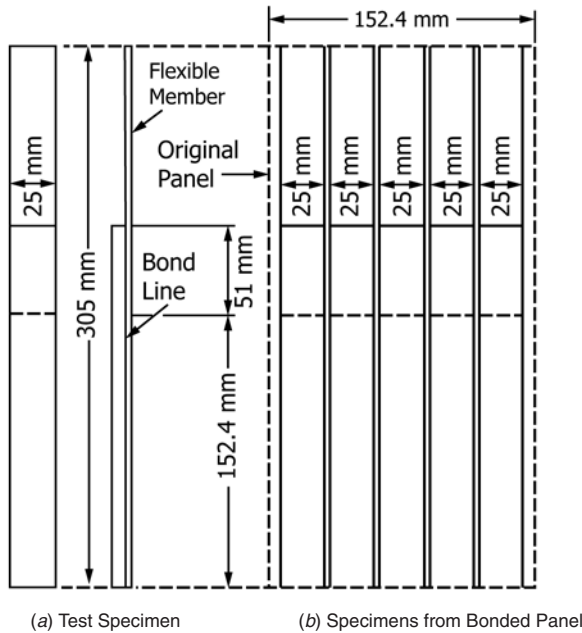 152.4 mm
Flexible
Member
Original
Panel
25 mm
25 mm
25 mm
25 mm
25 mm
25 mm
305 mm
Bond
Line
51 mm
152.4 mm
(a) Test Specimen
(b) Specimens from Bonded Panel